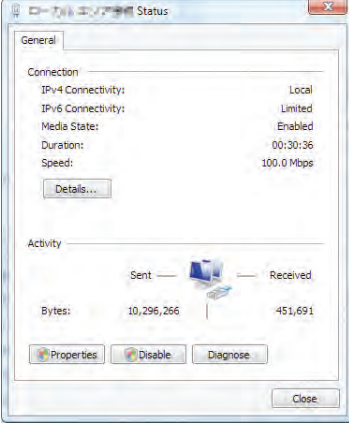 ローカル エリア接続 Status
General
Connection
IPv4 Connectivity: Local
IPv6 Connectivity: Limited
Media State: Enabled
Duration: 00:30:36
Speed: 100.0 Mbps
Details...
Activity
Sent — Received
Bytes: 10,296,266 451,691
Properties Disable Diagnose
Close